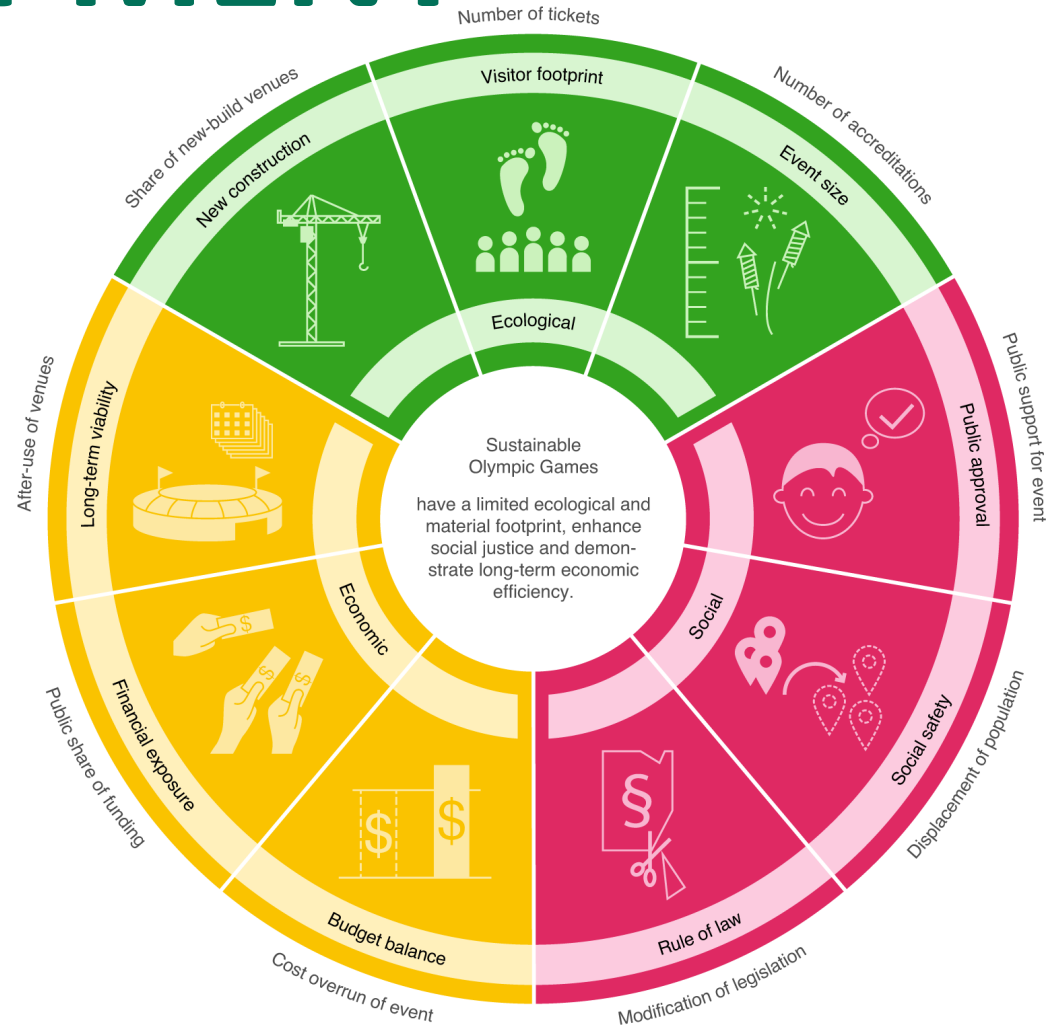 Number of tickets
Visitor footprint
Number of accreditations
Event size
Public support for event
Public approval
Displacement of population
Social safety
Modification of legislation
Rule of law
Cost overrun of event
Budget balance
Public share of funding
Financial exposure
After-use of venues
Long-term viability
Share of new-build venues
New construction
Ecological
Social
Economic
Sustainable
Olympic Games
have a limited ecological and
material footprint, enhance
social justice and demon-
strate long-term economic
efficiency.
$
$
$
$
$
§